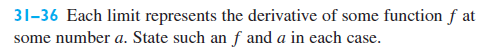 31–36 Each limit represents the derivative of some function f at
some number a. State such an f and a in each case.